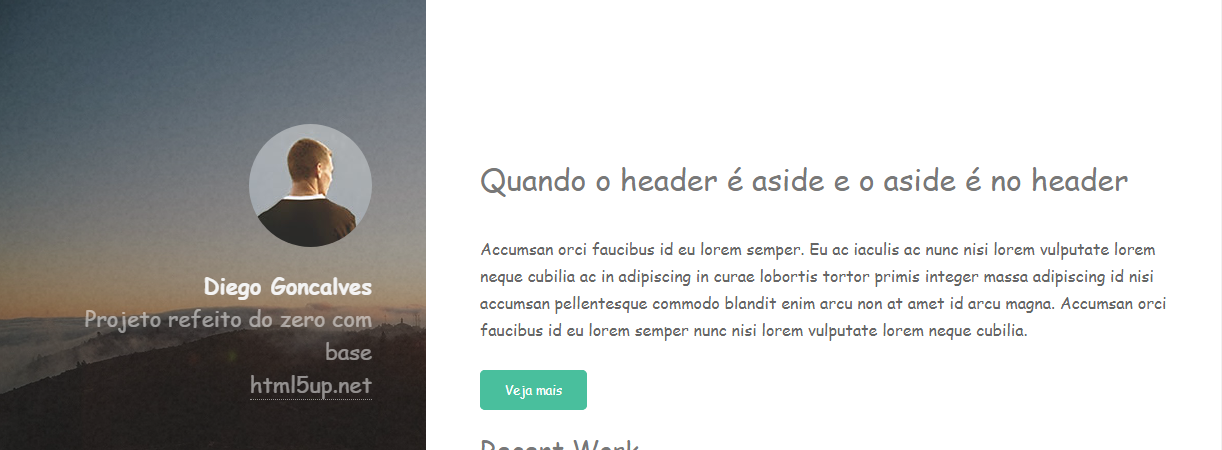 Diego Goncalves
Projeto refeito do zero com
base
html5up.net
Quando o header é aside e o aside é no header
Accumsan orci faucibus id eu lorem semper. Eu ac iaculis ac nunc nisi lorem vulputate lorem
neque cubilia ac in adipiscing in curae lobortis tortor primis integer massa adipiscing id nisi
accumsan pellentesque commodo blandit enim arcu non at amet id arcu magna. Accumsan orci
faucibus id eu lorem semper nunc nisi lorem vulputate lorem neque cubilia.
Veja mais
Recent Work